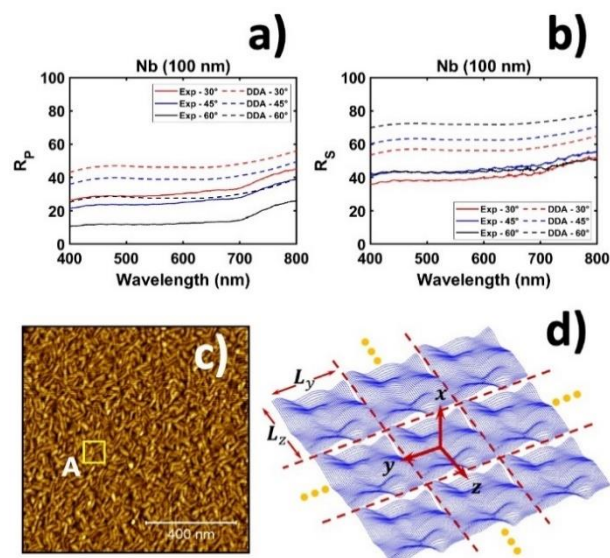 a)
Nb (100 nm)
Exp - 30° DDA - 30°
Exp - 45° DDA - 45°
Exp - 60° DDA - 60°
R_P
100
80
60
40
20
0
400 500 600 700 800
Wavelength (nm)
b)
Nb (100 nm)
R_S
100
80
60
40
20
0
Exp - 30° DDA - 30°
Exp - 45° DDA - 45°
Exp - 60° DDA - 60°
400 500 600 700 800
Wavelength (nm)
c)
A
400 nm
d)
L_y
L_z
x
y
z